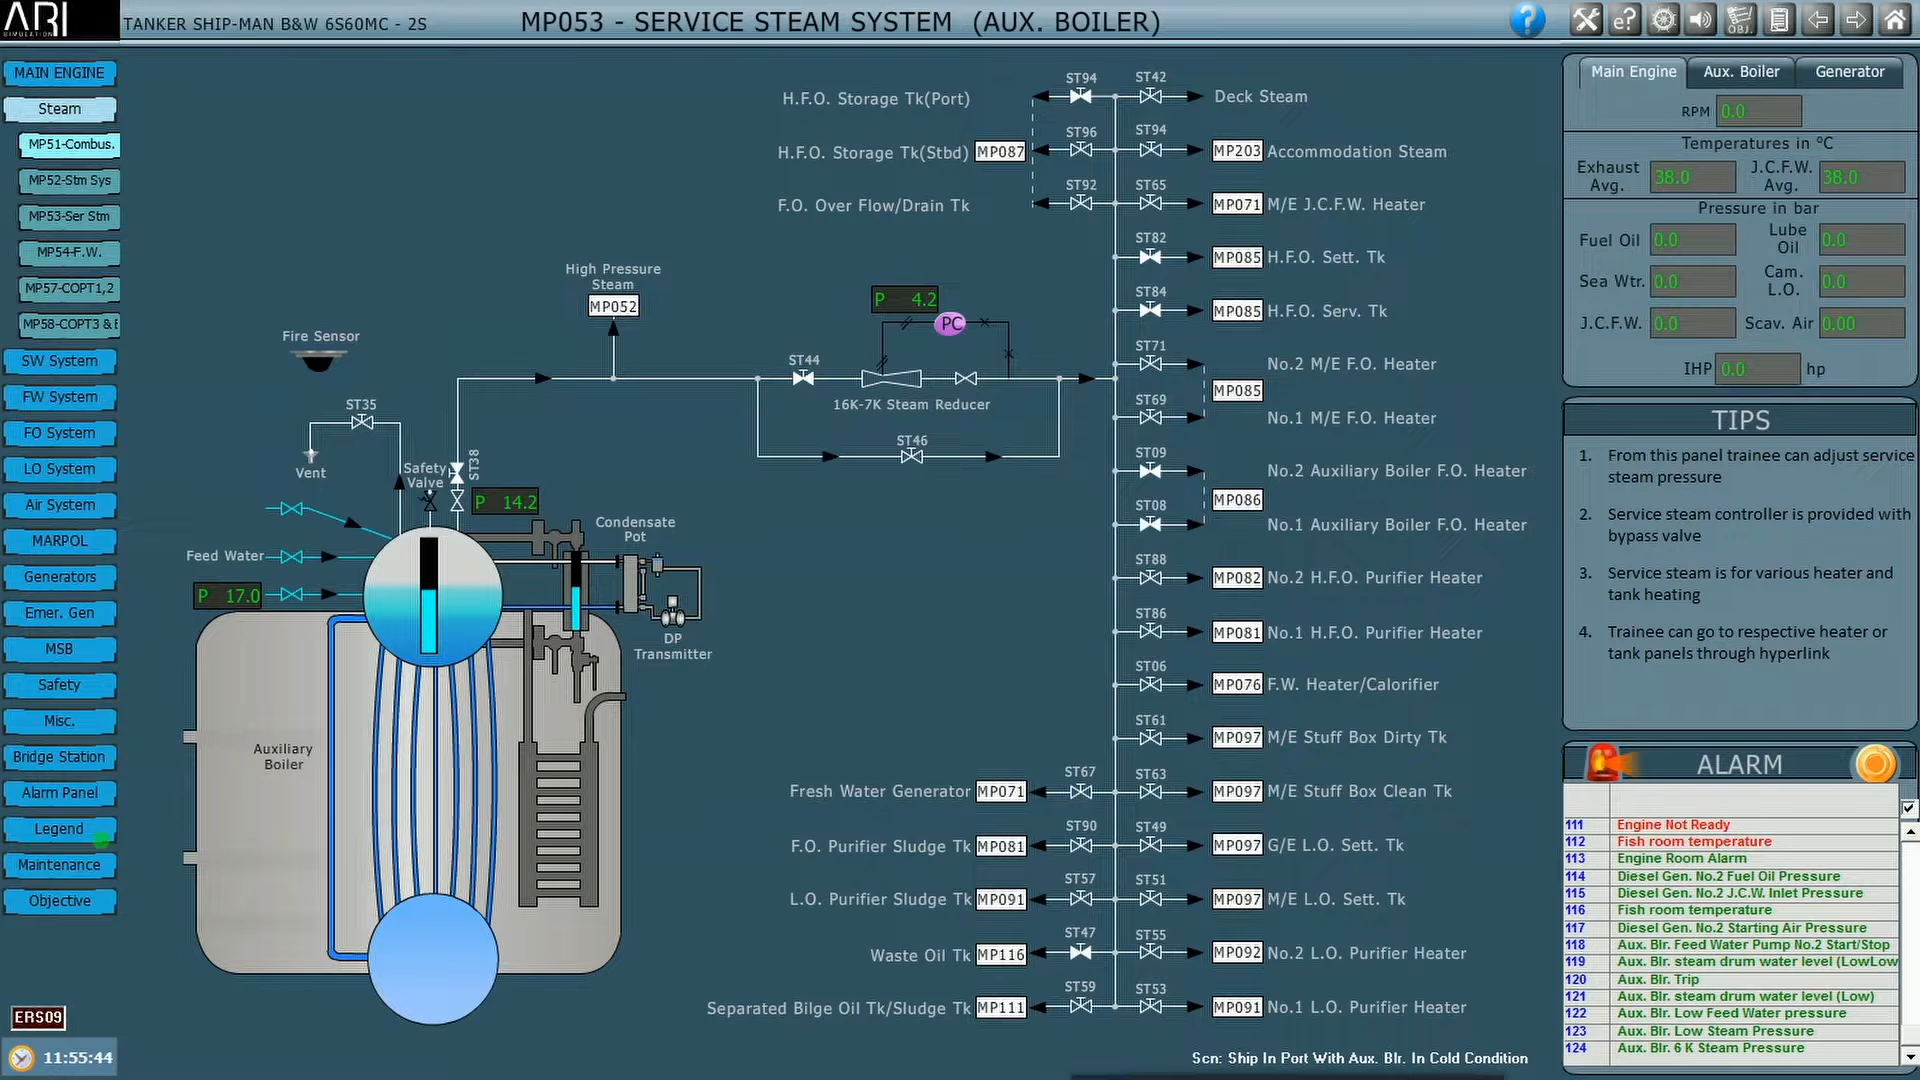 ARI
SIMULATION
TANKER SHIP-MAN B&W 6S60MC - 2S
MP053 - SERVICE STEAM SYSTEM (AUX. BOILER)
?
e?
OBJ.
MAIN ENGINE
Steam
MP51-Combus.
MP52-Stm Sys
MP53-Ser Stm
MP54-F.W.
MP57-COPT1,2
MP58-COPT3 & B
SW System
FW System
FO System
LO System
Air System
MARPOL
Generators
Emer. Gen
MSB
Safety
Misc.
Bridge Station
Alarm Panel
Legend
Maintenance
Objective
ERS09
11:55:44
Fire Sensor
ST35
Vent
Safety
Valve
ST38
P 14.2
Feed Water
P 17.0
Condensate
Pot
DP
Transmitter
Auxiliary
Boiler
High Pressure
Steam
MP052
P 4.2
PC
ST44
16K-7K Steam Reducer
ST46
H.F.O. Storage Tk(Port)
ST94
ST42
Deck Steam
H.F.O. Storage Tk(Stbd)
MP087
ST96
ST94
MP203
Accommodation Steam
F.O. Over Flow/Drain Tk
ST92
ST65
MP071
M/E J.C.F.W. Heater
ST82
MP085
H.F.O. Sett. Tk
ST84
MP085
H.F.O. Serv. Tk
ST71
No.2 M/E F.O. Heater
MP085
ST69
No.1 M/E F.O. Heater
ST09
No.2 Auxiliary Boiler F.O. Heater
MP086
ST08
No.1 Auxiliary Boiler F.O. Heater
ST88
MP082
No.2 H.F.O. Purifier Heater
ST86
MP081
No.1 H.F.O. Purifier Heater
ST06
MP076
F.W. Heater/Calorifier
ST61
MP097
M/E Stuff Box Dirty Tk
Fresh Water Generator
MP071
ST67
ST63
MP097
M/E Stuff Box Clean Tk
F.O. Purifier Sludge Tk
MP081
ST90
ST49
MP097
G/E L.O. Sett. Tk
L.O. Purifier Sludge Tk
MP091
ST57
ST51
MP097
M/E L.O. Sett. Tk
Waste Oil Tk
MP116
ST47
ST55
MP092
No.2 L.O. Purifier Heater
Separated Bilge Oil Tk/Sludge Tk
MP111
ST59
ST53
MP091
No.1 L.O. Purifier Heater
Scn: Ship In Port With Aux. Blr. In Cold Condition
Main Engine
Aux. Boiler
Generator
RPM 0.0
Temperatures in °C
Exhaust
Avg.
38.0
J.C.F.W.
Avg.
38.0
Pressure in bar
Fuel Oil 0.0
Lube
Oil
0.0
Sea Wtr. 0.0
Cam.
L.O.
0.0
J.C.F.W. 0.0
Scav. Air 0.00
IHP 0.0 hp
TIPS
1. From this panel trainee can adjust service
steam pressure
2. Service steam controller is provided with
bypass valve
3. Service steam is for various heater and
tank heating
4. Trainee can go to respective heater or
tank panels through hyperlink
ALARM
111 Engine Not Ready
112 Fish room temperature
113 Engine Room Alarm
114 Diesel Gen. No.2 Fuel Oil Pressure
115 Diesel Gen. No.2 J.C.W. Inlet Pressure
116 Fish room temperature
117 Diesel Gen. No.2 Starting Air Pressure
118 Aux. Blr. Feed Water Pump No.2 Start/Stop
119 Aux. Blr. steam drum water level (LowLow
120 Aux. Blr. Trip
121 Aux. Blr. steam drum water level (Low)
122 Aux. Blr. Low Feed Water pressure
123 Aux. Blr. Low Steam Pressure
124 Aux. Blr. 6 K Steam Pressure